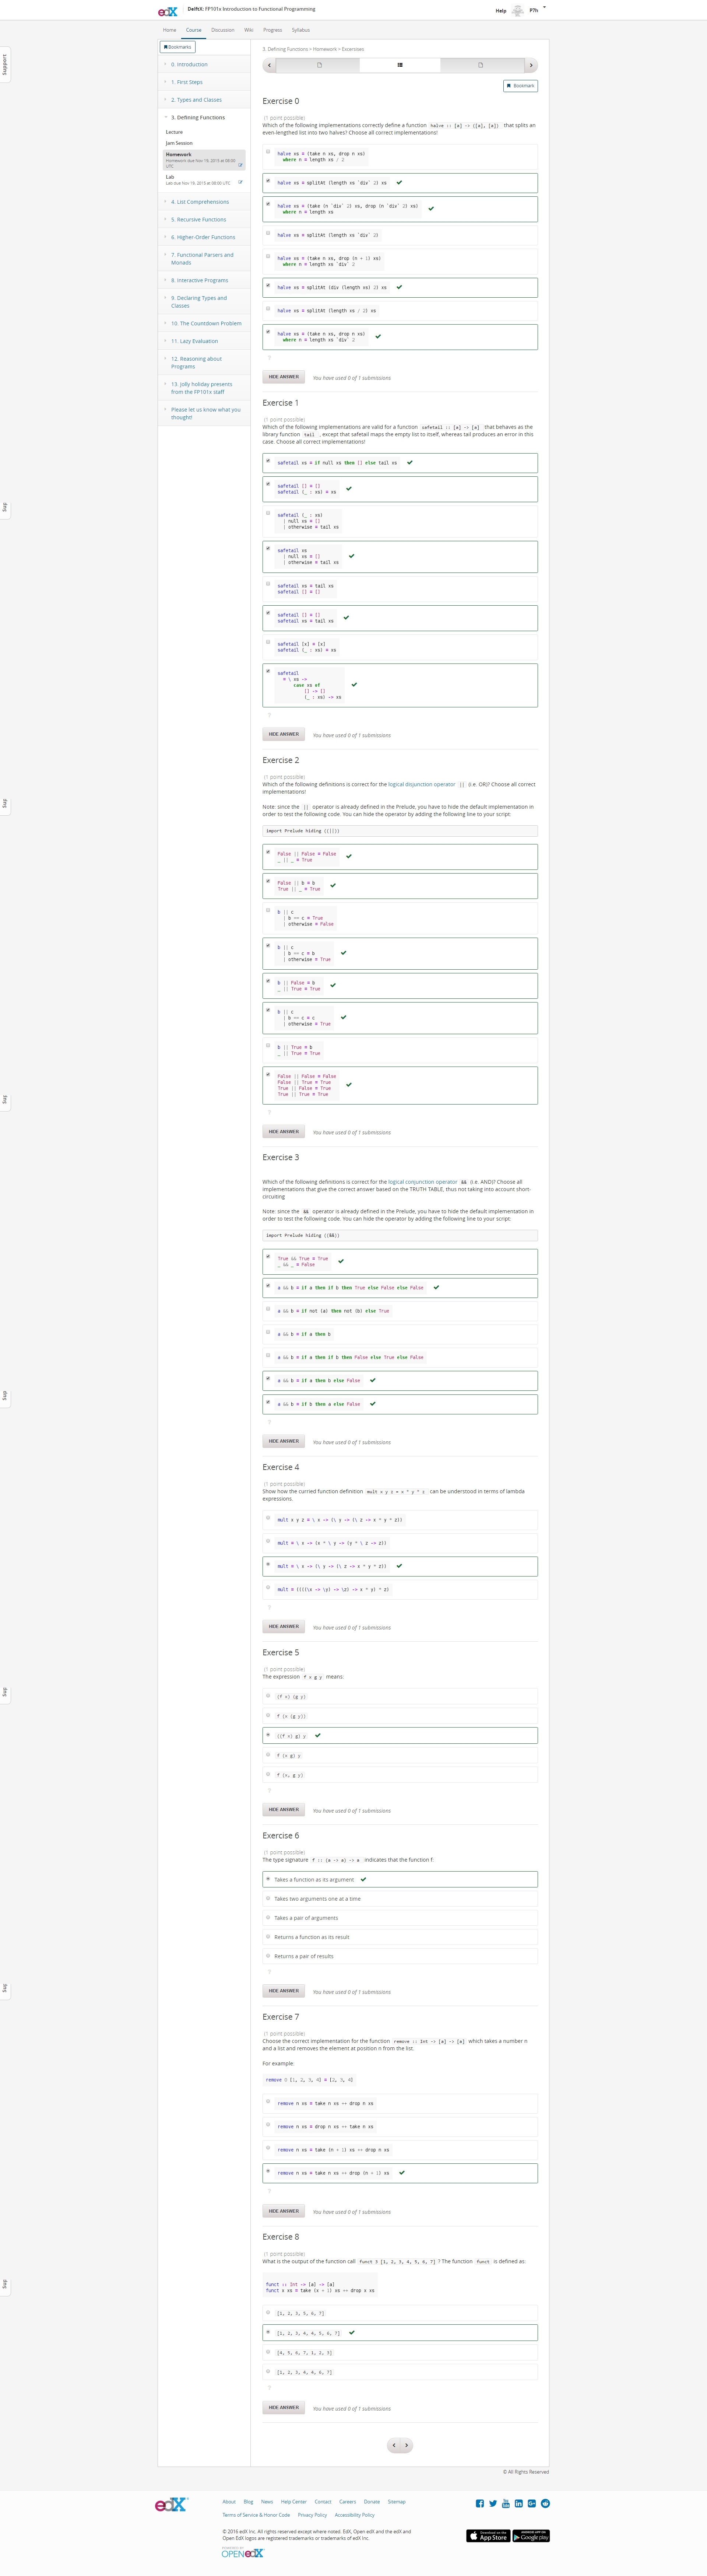 edX
DelftX: FP101x Introduction to Functional Programming
Help
P7h
Home Course Discussion Wiki Progress Syllabus
Support
Bookmarks
0. Introduction
1. First Steps
2. Types and Classes
3. Defining Functions
Lecture
Jam Session
Homework
Homework due Nov 19, 2015 at 08:00 UTC
Lab
Lab due Nov 19, 2015 at 08:00 UTC
4. List Comprehensions
5. Recursive Functions
6. Higher-Order Functions
7. Functional Parsers and
Monads
8. Interactive Programs
9. Declaring Types and
Classes
10. The Countdown Problem
11. Lazy Evaluation
12. Reasoning about
Programs
13. Jolly holiday presents
from the FP101x staff
Please let us know what you
thought!
3. Defining Functions > Homework > Excercises
Bookmark
Exercise 0
(1 point possible)
Which of the following implementations correctly define a function halve :: [a] -> ([a], [a]) that splits an
even-lengthed list into two halves? Choose all correct implementations!
halve xs = (take n xs, drop n xs)
where n = length xs / 2
halve xs = splitAt (length xs `div` 2) xs
halve xs = (take (n `div` 2) xs, drop (n `div` 2) xs)
where n = length xs
halve xs = splitAt (length xs `div` 2)
halve xs = (take n xs, drop (n + 1) xs)
where n = length xs `div` 2
halve xs = splitAt (div (length xs) 2) xs
halve xs = splitAt (length xs / 2) xs
halve xs = (take n xs, drop n xs)
where n = length xs `div` 2
?
HIDE ANSWER You have used 0 of 1 submissions
Exercise 1
(1 point possible)
Which of the following implementations are valid for a function safetail :: [a] -> [a] that behaves as the
library function tail , except that safetail maps the empty list to itself, whereas tail produces an error in this
case. Choose all correct implementations!
safetail xs = if null xs then [] else tail xs
safetail [] = []
safetail (_ : xs) = xs
safetail (_ : xs)
| null xs = []
| otherwise = tail xs
safetail xs
| null xs = []
| otherwise = tail xs
safetail xs = tail xs
safetail [] = []
safetail [] = []
safetail xs = tail xs
safetail [x] = [x]
safetail (_ : xs) = xs
safetail
= \ xs ->
case xs of
[] -> []
(_ : xs) -> xs
?
HIDE ANSWER You have used 0 of 1 submissions
Exercise 2
(1 point possible)
Which of the following definitions is correct for the logical disjunction operator || (i.e. OR)? Choose all correct
implementations!
Note: since the || operator is already defined in the Prelude, you have to hide the default implementation in
order to test the following code. You can hide the operator by adding the following line to your script:
import Prelude hiding ((||))
False || False = False
_ || _ = True
False || b = b
True || _ = True
b || c
| b == c = True
| otherwise = False
b || c
| b == c = b
| otherwise = True
b || False = b
_ || True = True
b || c
| b == c = c
| otherwise = True
b || True = b
_ || True = True
False || False = False
False || True = True
True || False = True
True || True = True
?
HIDE ANSWER You have used 0 of 1 submissions
Exercise 3
Which of the following definitions is correct for the logical conjunction operator && (i.e. AND)? Choose all
implementations that give the correct answer based on the TRUTH TABLE, thus not taking into account short-
circuiting
Note: since the && operator is already defined in the Prelude, you have to hide the default implementation in
order to test the following code. You can hide the operator by adding the following line to your script:
import Prelude hiding ((&&))
True && True = True
_ && _ = False
a && b = if a then if b then True else False else False
a && b = if not (a) then not (b) else True
a && b = if a then b
a && b = if a then if b then False else True else False
a && b = if a then b else False
a && b = if b then a else False
?
HIDE ANSWER You have used 0 of 1 submissions
Exercise 4
(1 point possible)
Show how the curried function definition mult x y z = x * y * z can be understood in terms of lambda
expressions.
mult x y z = \ x -> (\ y -> (\ z -> x * y * z))
mult = \ x -> (x * \ y -> (y * \ z -> z))
mult = \ x -> (\ y -> (\ z -> x * y * z))
mult = ((((\x -> \y) -> \z) -> x * y) * z)
?
HIDE ANSWER You have used 0 of 1 submissions
Exercise 5
(1 point possible)
The expression f x g y means:
(f x) (g y)
f (x (g y))
((f x) g) y
f (x g) y
f (x, g y)
?
HIDE ANSWER You have used 0 of 1 submissions
Exercise 6
(1 point possible)
The type signature f :: (a -> a) -> a indicates that the function f:
Takes a function as its argument
Takes two arguments one at a time
Takes a pair of arguments
Returns a function as its result
Returns a pair of results
?
HIDE ANSWER You have used 0 of 1 submissions
Exercise 7
(1 point possible)
Choose the correct implementation for the function remove :: Int -> [a] -> [a] which takes a number n
and a list and removes the element at position n from the list.
For example:
remove 0 [1, 2, 3, 4] = [2, 3, 4]
remove n xs = take n xs ++ drop n xs
remove n xs = drop n xs ++ take n xs
remove n xs = take (n + 1) xs ++ drop n xs
remove n xs = take n xs ++ drop (n + 1) xs
?
HIDE ANSWER You have used 0 of 1 submissions
Exercise 8
(1 point possible)
What is the output of the function call funct 3 [1, 2, 3, 4, 5, 6, 7] ? The function funct is defined as:
funct :: Int -> [a] -> [a]
funct x xs = take (x + 1) xs ++ drop x xs
[1, 2, 3, 5, 6, 7]
[1, 2, 3, 4, 4, 5, 6, 7]
[4, 5, 6, 7, 1, 2, 3]
[1, 2, 3, 4, 4, 6, 7]
?
HIDE ANSWER You have used 0 of 1 submissions
© All Rights Reserved
edX
About Blog News Help Center Contact Careers Donate Sitemap
Terms of Service & Honor Code Privacy Policy Accessibility Policy
© 2016 edX Inc. All rights reserved except where noted. EdX, Open edX and the edX and
Open EdX logos are registered trademarks or trademarks of edX Inc.
POWERED BY
OPEN edX
Download on the
App Store
ANDROID APP ON
Google play